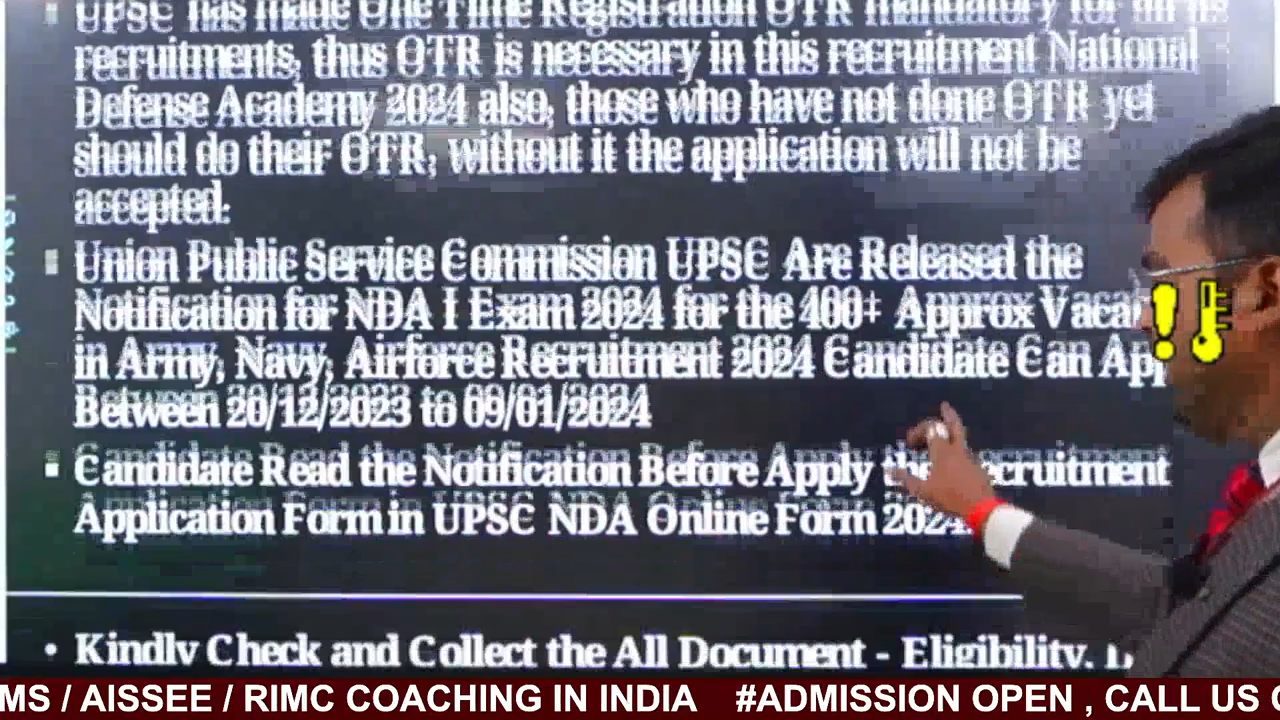 UPSC has made One Time Registration OTR mandatory for all its
recruitments, thus OTR is necessary in this recruitment National
Defense Academy 2024 also, those who have not done OTR yet
should do their OTR, without it the application will not be
accepted.
Union Public Service Commission UPSC Are Released the
Notification for NDA I Exam 2024 for the 400+ Approx Vaca
in Army, Navy, Airforce Recruitment 2024 Candidate Can App
Between 20/12/2023 to 09/01/2024
Candidate Read the Notification Before Apply the Recruitment
Application Form in UPSC NDA Online Form 2024.
• Kindly Check and Collect the All Document - Eligibility,
MS / AISSEE / RIMC COACHING IN INDIA #ADMISSION OPEN , CALL US